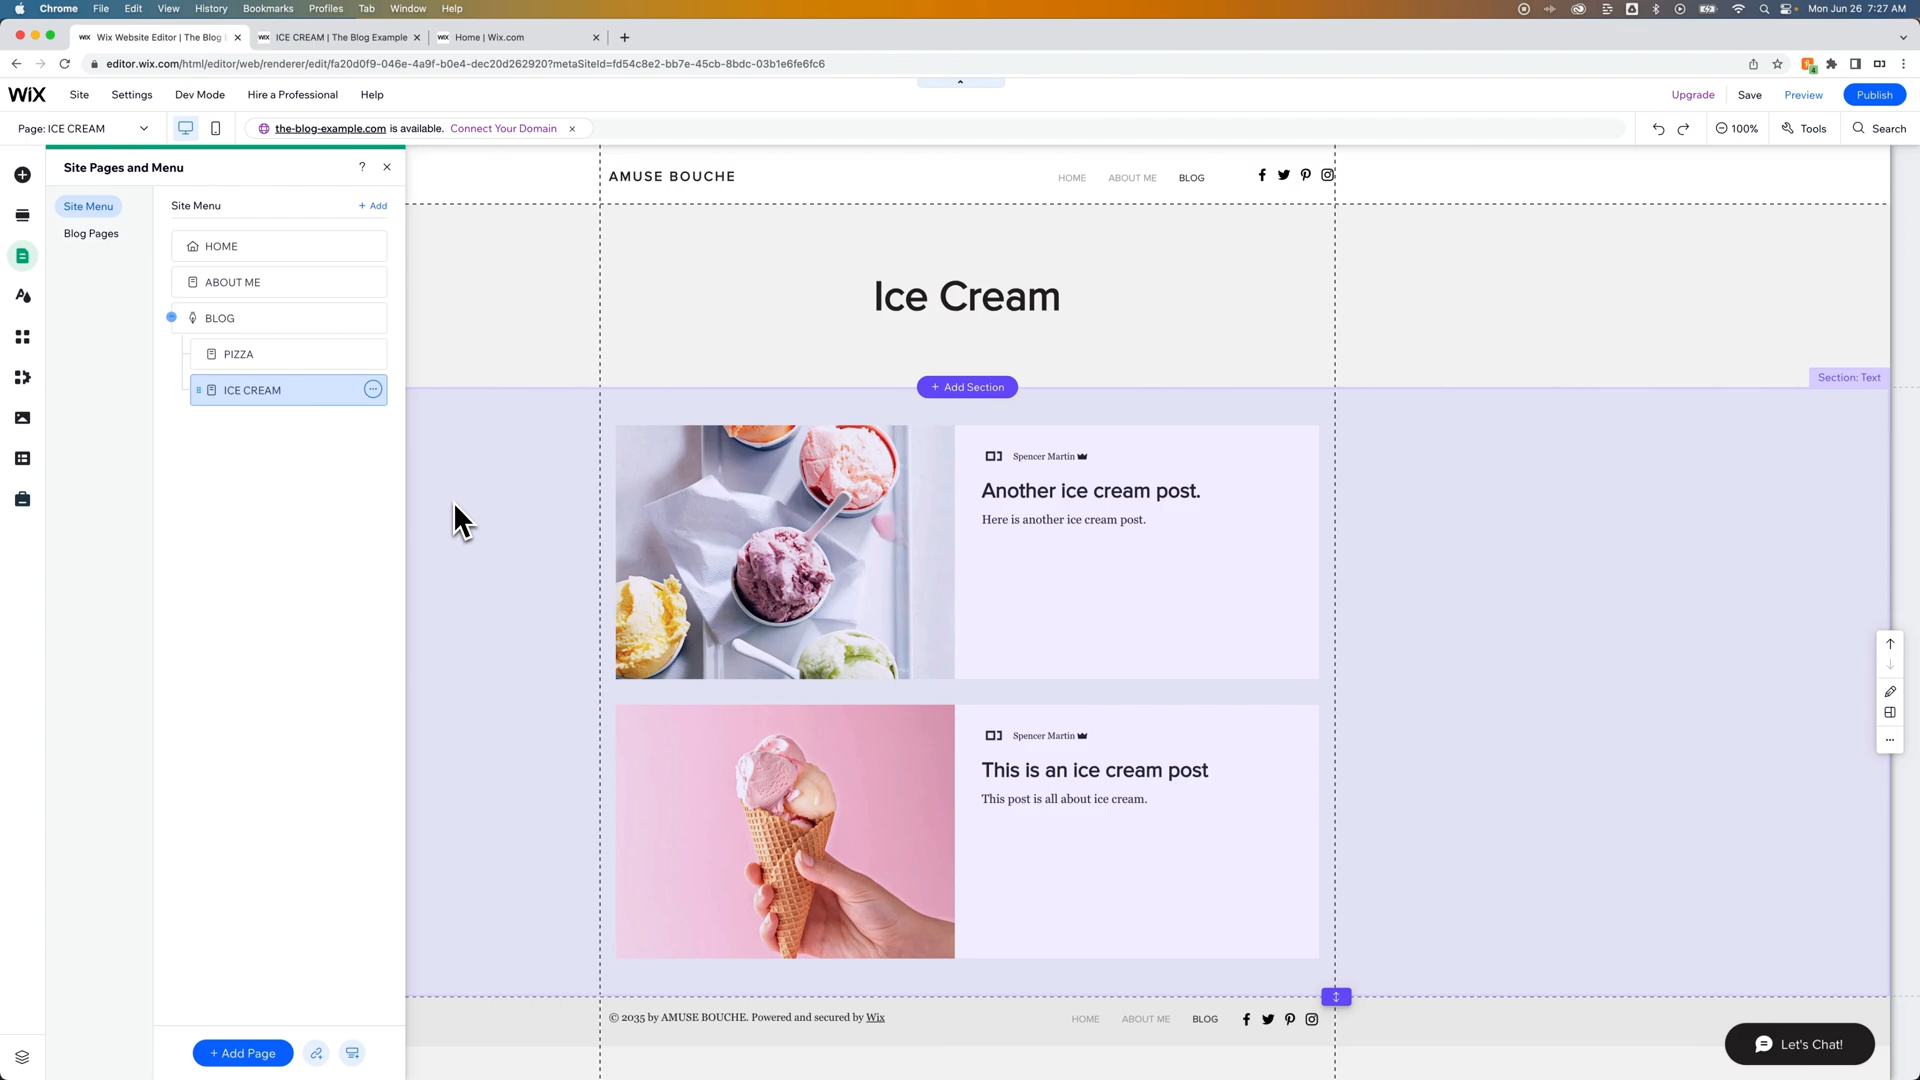 Chrome File Edit View History Bookmarks Profiles Tab Window Help
Mon Jun 26 7:27 AM
WiX Wix Website Editor | The Blog E
WiX ICE CREAM | The Blog Example
WiX Home | Wix.com
editor.wix.com/html/editor/web/renderer/edit/fa20d0f9-046e-4a9f-b0e4-dec20d262920?metaSiteId=fd54c8e2-bb7e-45cb-8bdc-03b1e6fe6fc6
4
WiX Site Settings Dev Mode Hire a Professional Help
Upgrade Save Preview Publish
Page: ICE CREAM
the-blog-example.com is available. Connect Your Domain
100% Tools Search
Site Pages and Menu ?
Site Menu
Blog Pages
Site Menu + Add
HOME
ABOUT ME
BLOG
PIZZA
ICE CREAM
+ Add Page
AMUSE BOUCHE
HOME ABOUT ME BLOG
Ice Cream
+ Add Section
Section: Text
Spencer Martin
Another ice cream post.
Here is another ice cream post.
Spencer Martin
This is an ice cream post
This post is all about ice cream.
© 2035 by AMUSE BOUCHE. Powered and secured by Wix
HOME ABOUT ME BLOG
Let's Chat!